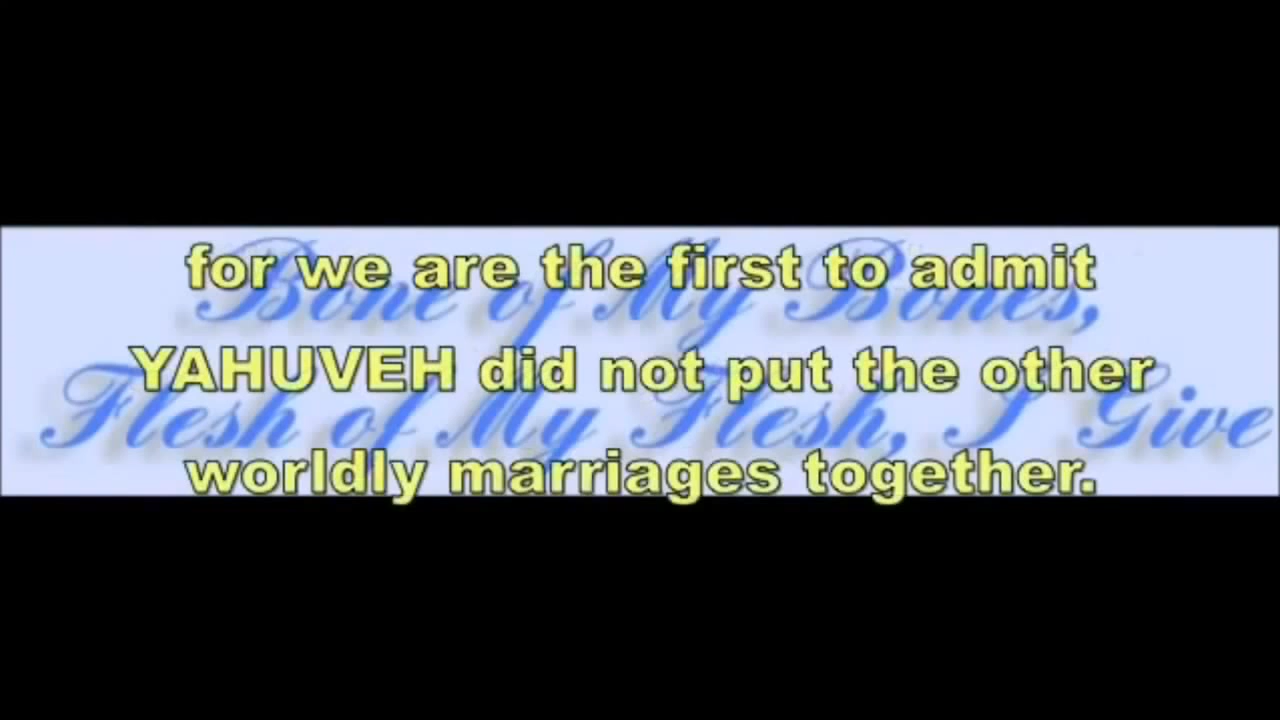 for we are the first to admit
Bone of My Bones,
YAHUVEH did not put the other
Flesh of My Flesh, I Give
worldly marriages together.